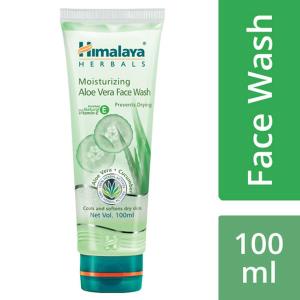 Himalaya
HERBALS
Moisturizing
Aloe Vera Face Wash
Prevents Drying
Vitamin E
Aloe Vera • Cucumber
Cools and softens dry skin
Net Vol. 100ml
Face Wash
100
ml